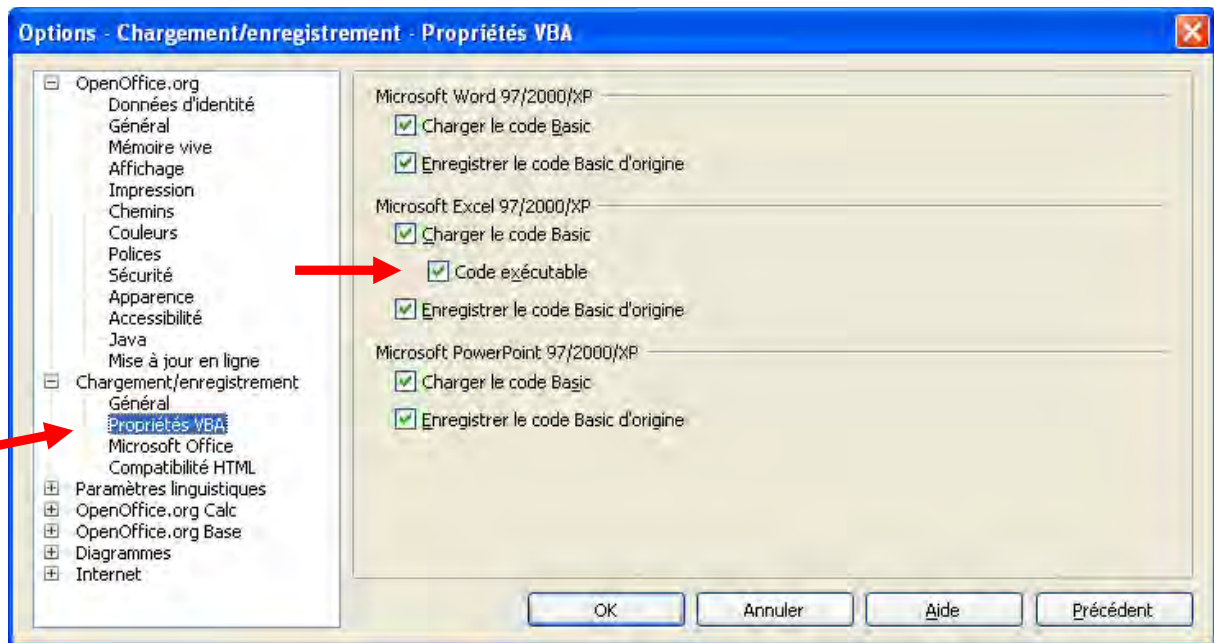 Options - Chargement/enregistrement - Propriétés VBA
OpenOffice.org
Données d'identité
Général
Mémoire vive
Affichage
Impression
Chemins
Couleurs
Polices
Sécurité
Apparence
Accessibilité
Java
Mise à jour en ligne
Chargement/enregistrement
Général
Propriétés VBA
Microsoft Office
Compatibilité HTML
Paramètres linguistiques
OpenOffice.org Calc
OpenOffice.org Base
Diagrammes
Internet
Microsoft Word 97/2000/XP
Charger le code Basic
Enregistrer le code Basic d'origine
Microsoft Excel 97/2000/XP
Charger le code Basic
Code exécutable
Enregistrer le code Basic d'origine
Microsoft PowerPoint 97/2000/XP
Charger le code Basic
Enregistrer le code Basic d'origine
OK
Annuler
Aide
Précédent